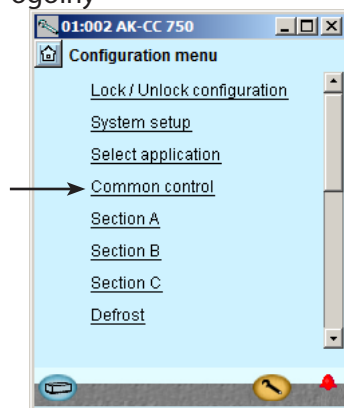 ogólny
01:002 AK-CC 750
Configuration menu
Lock / Unlock configuration
System setup
Select application
Common control
Section A
Section B
Section C
Defrost